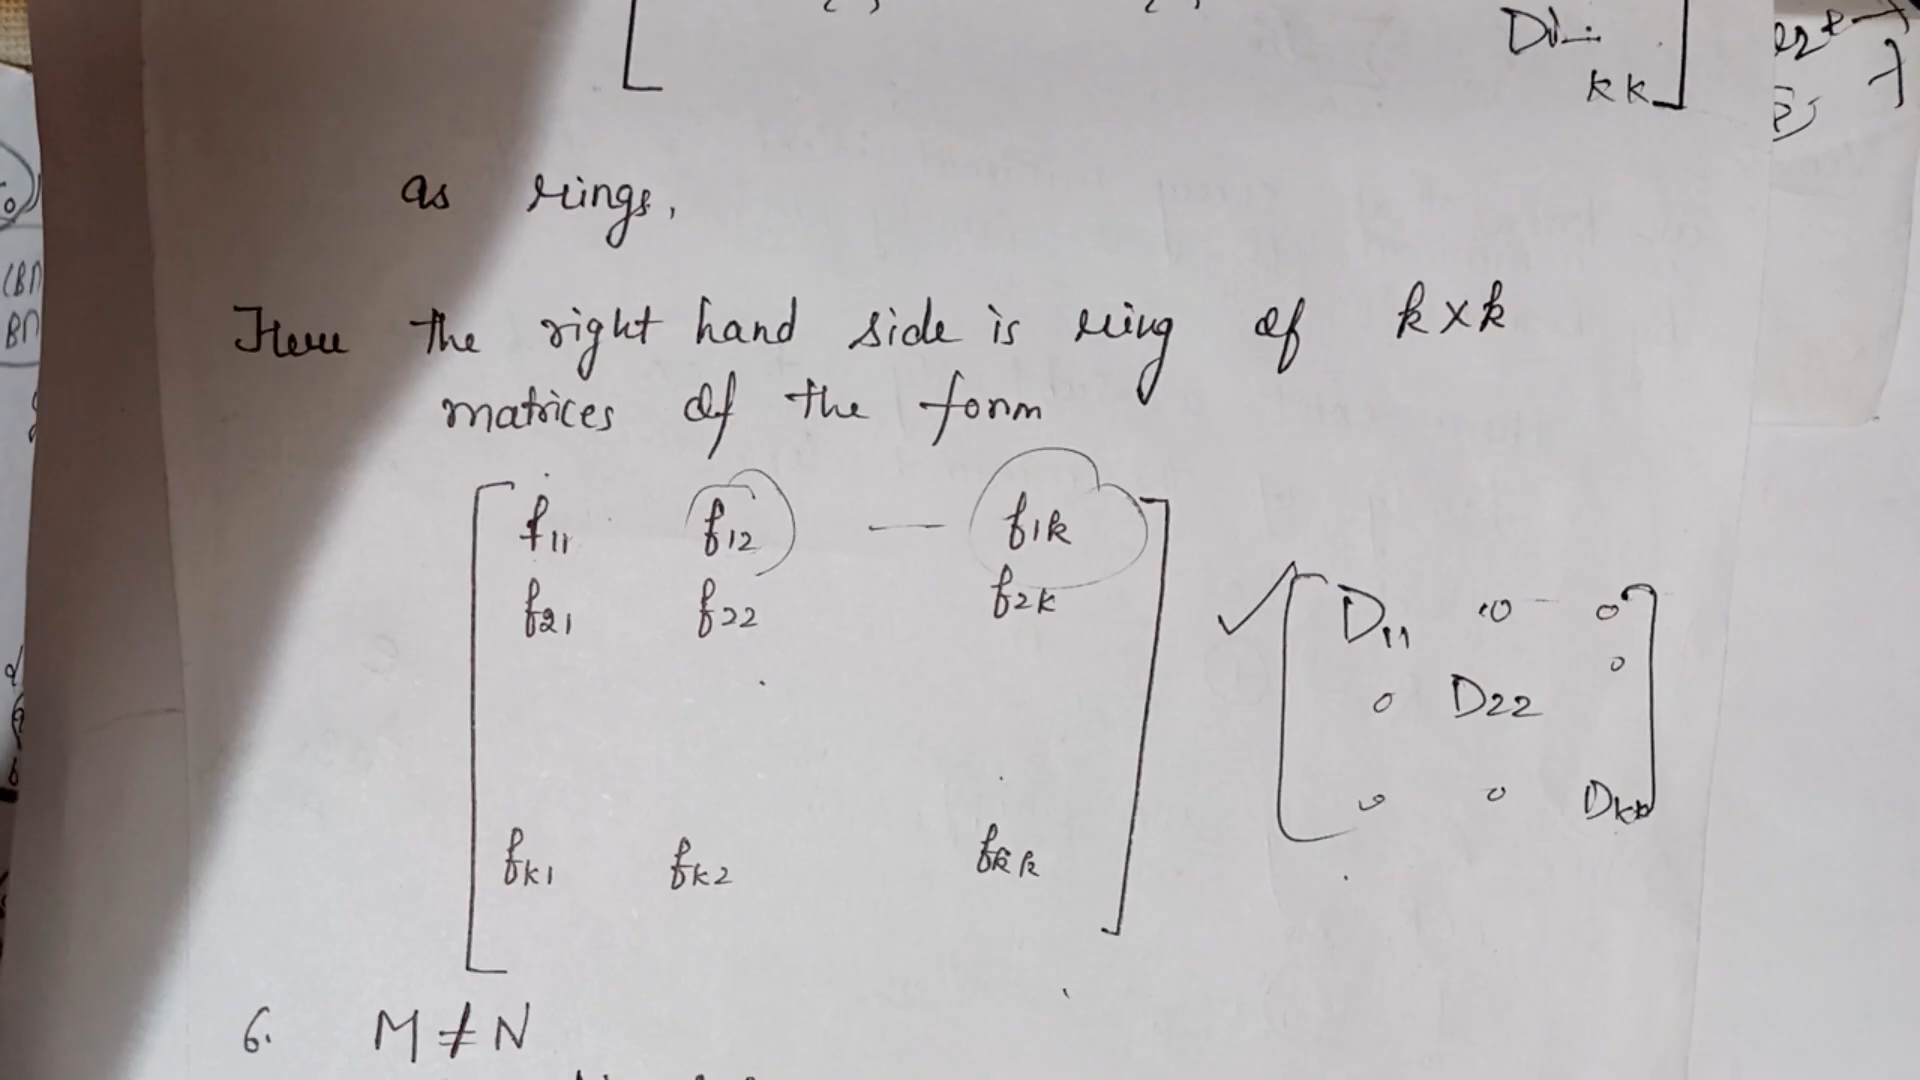 kk
as rings,
Here the right hand side is ring of k×k
matrices of the form
f11 f12 — f1k
f21 f22 f2k
fk1 fk2 fkk
D11 0 - 0
0
0 D22
0 0 Dkk
6. M ≠ N